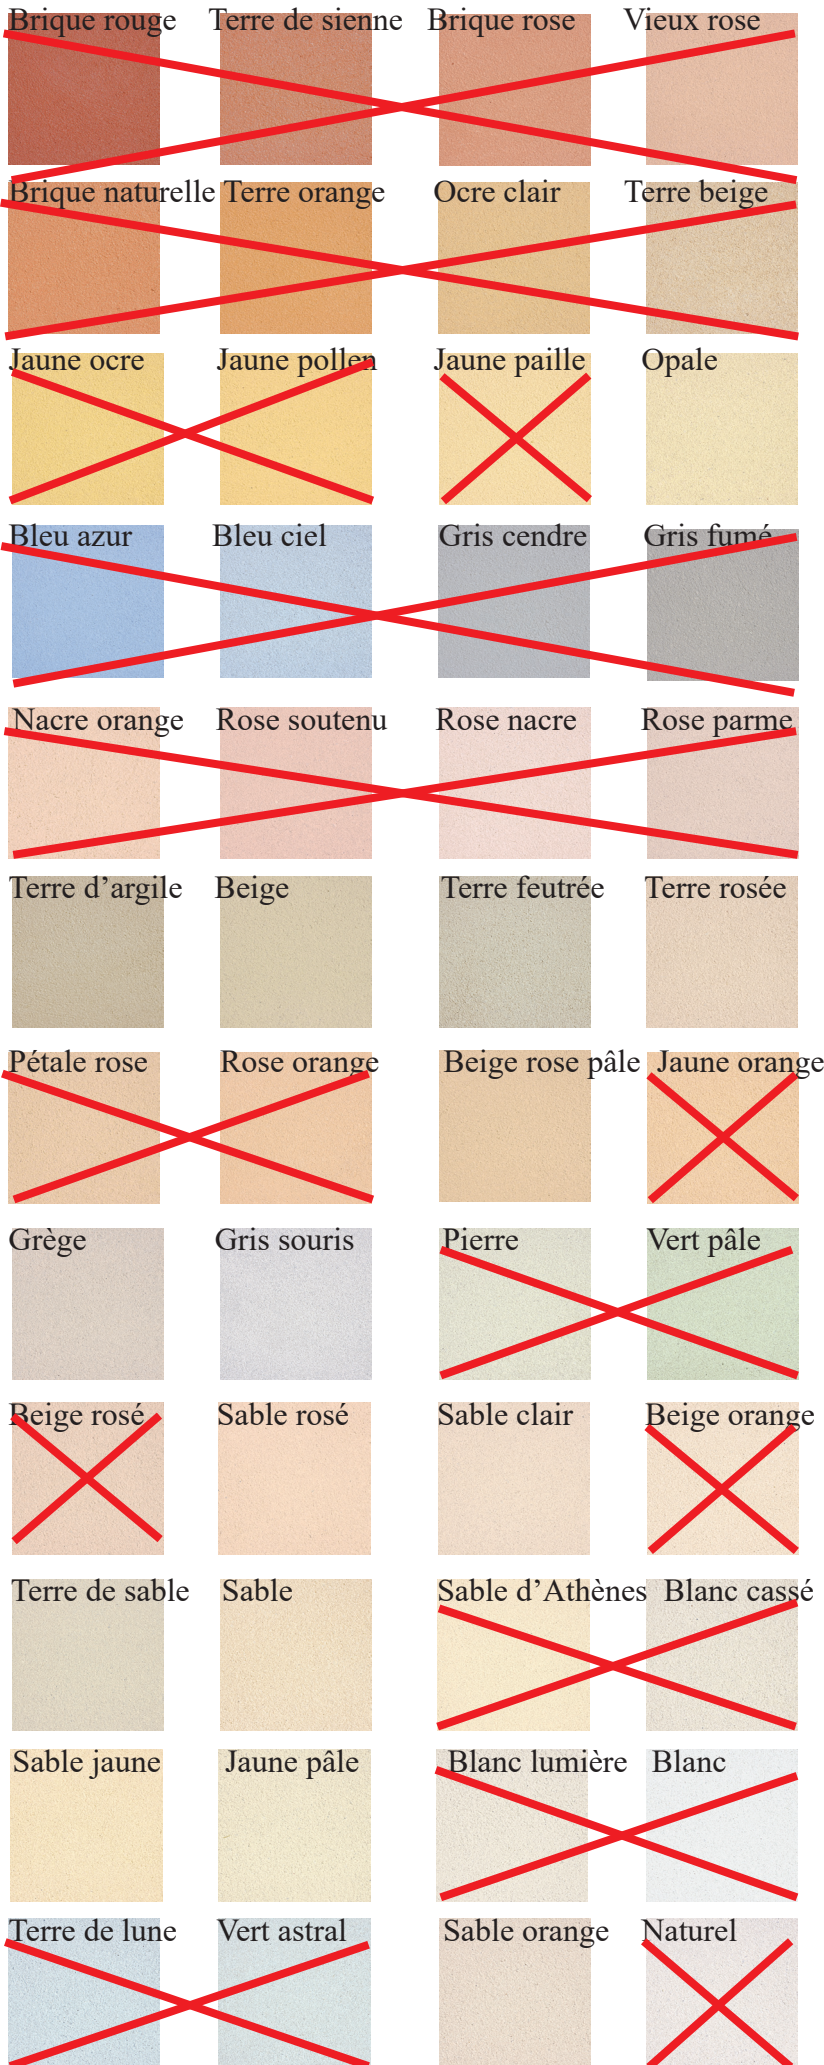 Brique rouge Terre de sienne Brique rose Vieux rose
Brique naturelle Terre orange Ocre clair Terre beige
Jaune ocre Jaune pollen Jaune paille Opale
Bleu azur Bleu ciel Gris cendre Gris fumé
Nacre orange Rose soutenu Rose nacre Rose parme
Terre d’argile Beige Terre feutrée Terre rosée
Pétale rose Rose orange Beige rose pâle Jaune orange
Grège Gris souris Pierre Vert pâle
Beige rosé Sable rosé Sable clair Beige orange
Terre de sable Sable Sable d’Athènes Blanc cassé
Sable jaune Jaune pâle Blanc lumière Blanc
Terre de lune Vert astral Sable orange Naturel